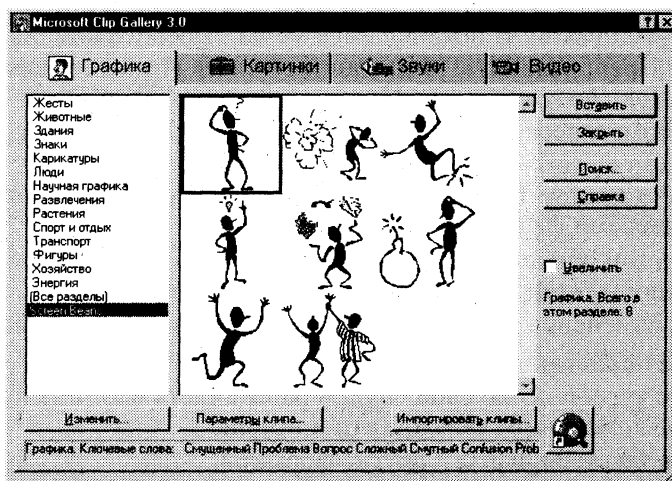 Microsoft Clip Gallery 3.0
Графика Картинки Звуки Видео
Жесты
Животные
Здания
Знаки
Карикатуры
Люди
Научная графика
Развлечения
Растения
Спорт и отдых
Транспорт
Фигуры
Хозяйство
Энергия
(Все разделы)
Screen Beans
Вставить
Закрыть
Поиск...
Справка
Увеличить
Графика. Всего в
этом разделе: 8
Изменить... Параметры клипа... Импортировать клипы...
Графика. Ключевые слова: Смущенный Проблема Вопрос Сложный Смутный Confusion Prob